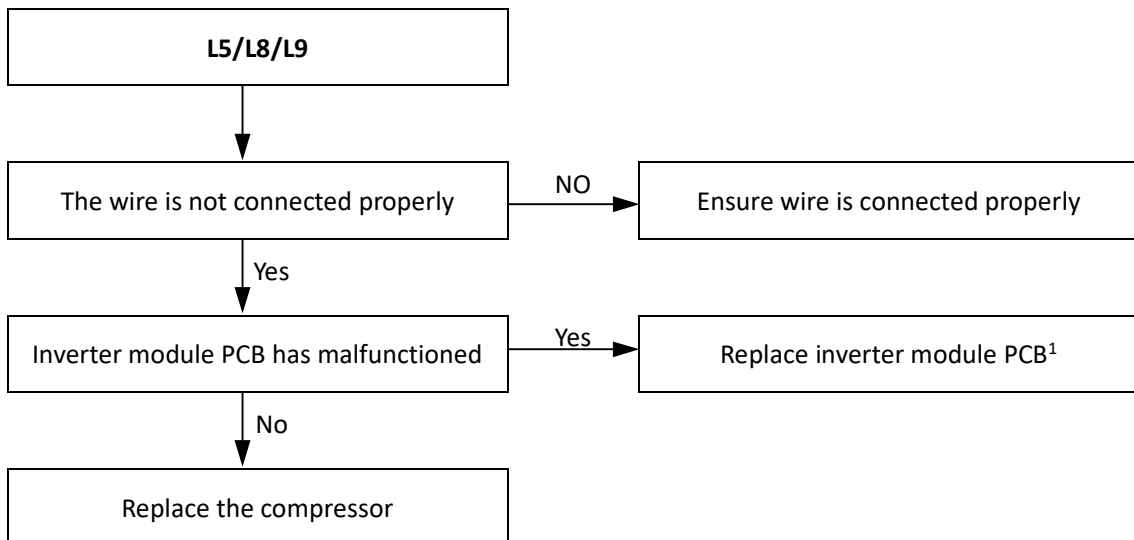 L5/L8/L9
The wire is not connected properly
NO
Ensure wire is connected properly
Yes
Inverter module PCB has malfunctioned
Yes
Replace inverter module PCB¹
No
Replace the compressor